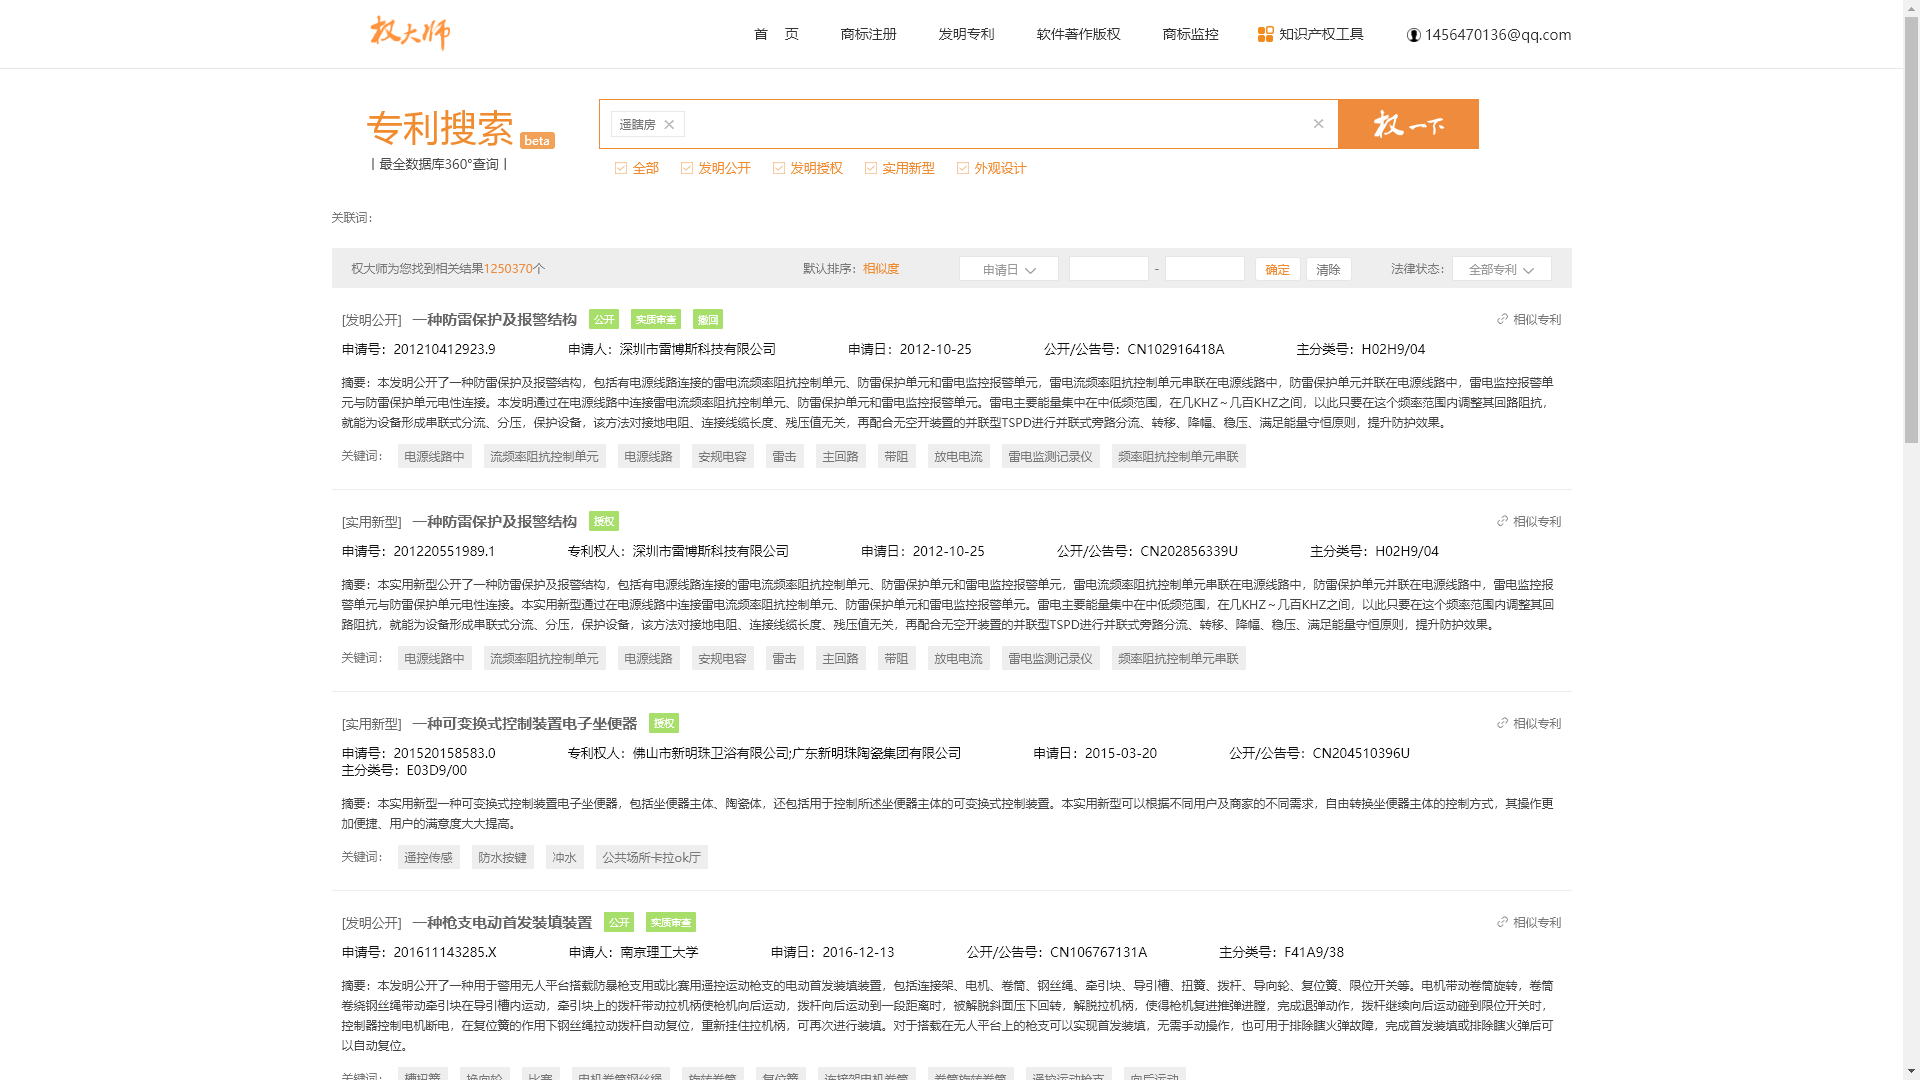 权大师
首 页 商标注册 发明专利 软件著作版权 商标监控 知识产权工具 1456470136@qq.com
专利搜索 beta
丨最全数据库360°查询丨
遥瞎房
权一下
全部 发明公开 发明授权 实用新型 外观设计
关联词：
权大师为您找到相关结果1250370个 默认排序：相似度 申请日 - 确定 清除 法律状态： 全部专利
[发明公开] 一种防雷保护及报警结构 公开 实质审查 撤回 相似专利
申请号：201210412923.9 申请人：深圳市雷博斯科技有限公司 申请日：2012-10-25 公开/公告号：CN102916418A 主分类号：H02H9/04
摘要：本发明公开了一种防雷保护及报警结构，包括有电源线路连接的雷电流频率阻抗控制单元、防雷保护单元和雷电监控报警单元，雷电流频率阻抗控制单元串联在电源线路中，防雷保护单元并联在电源线路中，雷电监控报警单
元与防雷保护单元电性连接。本发明通过在电源线路中连接雷电流频率阻抗控制单元、防雷保护单元和雷电监控报警单元。雷电主要能量集中在中低频范围，在几KHZ～几百KHZ之间，以此只要在这个频率范围内调整其回路阻抗，
就能为设备形成串联式分流、分压，保护设备，该方法对接地电阻、连接线缆长度、残压值无关，再配合无空开装置的并联型TSPD进行并联式旁路分流、转移、降幅、稳压、满足能量守恒原则，提升防护效果。
关键词： 电源线路中 流频率阻抗控制单元 电源线路 安规电容 雷击 主回路 带阻 放电电流 雷电监测记录仪 频率阻抗控制单元串联
[实用新型] 一种防雷保护及报警结构 授权 相似专利
申请号：201220551989.1 专利权人：深圳市雷博斯科技有限公司 申请日：2012-10-25 公开/公告号：CN202856339U 主分类号：H02H9/04
摘要：本实用新型公开了一种防雷保护及报警结构，包括有电源线路连接的雷电流频率阻抗控制单元、防雷保护单元和雷电监控报警单元，雷电流频率阻抗控制单元串联在电源线路中，防雷保护单元并联在电源线路中，雷电监控报
警单元与防雷保护单元电性连接。本实用新型通过在电源线路中连接雷电流频率阻抗控制单元、防雷保护单元和雷电监控报警单元。雷电主要能量集中在中低频范围，在几KHZ～几百KHZ之间，以此只要在这个频率范围内调整其回
路阻抗，就能为设备形成串联式分流、分压，保护设备，该方法对接地电阻、连接线缆长度、残压值无关，再配合无空开装置的并联型TSPD进行并联式旁路分流、转移、降幅、稳压、满足能量守恒原则，提升防护效果。
关键词： 电源线路中 流频率阻抗控制单元 电源线路 安规电容 雷击 主回路 带阻 放电电流 雷电监测记录仪 频率阻抗控制单元串联
[实用新型] 一种可变换式控制装置电子坐便器 授权 相似专利
申请号：201520158583.0 专利权人：佛山市新明珠卫浴有限公司;广东新明珠陶瓷集团有限公司 申请日：2015-03-20 公开/公告号：CN204510396U
主分类号：E03D9/00
摘要：本实用新型一种可变换式控制装置电子坐便器，包括坐便器主体、陶瓷体，还包括用于控制所述坐便器主体的可变换式控制装置。本实用新型可以根据不同用户及商家的不同需求，自由转换坐便器主体的控制方式，其操作更
加便捷、用户的满意度大大提高。
关键词： 遥控传感 防水按键 冲水 公共场所卡拉ok厅
[发明公开] 一种枪支电动首发装填装置 公开 实质审查 相似专利
申请号：201611143285.X 申请人：南京理工大学 申请日：2016-12-13 公开/公告号：CN106767131A 主分类号：F41A9/38
摘要：本发明公开了一种用于警用无人平台搭载防暴枪支用或比赛用遥控运动枪支的电动首发装填装置，包括连接架、电机、卷筒、钢丝绳、牵引块、导引槽、扭簧、拨杆、导向轮、复位簧、限位开关等。电机带动卷筒旋转，卷筒
卷绕钢丝绳带动牵引块在导引槽内运动，牵引块上的拨杆带动拉机柄使枪机向后运动，拨杆向后运动到一段距离时，被解脱斜面压下回转，解脱拉机柄，使得枪机复进推弹进膛，完成退弹动作，拨杆继续向后运动碰到限位开关时，
控制器控制电机断电，在复位簧的作用下钢丝绳拉动拨杆自动复位，重新挂住拉机柄，可再次进行装填。对于搭载在无人平台上的枪支可以实现首发装填，无需手动操作，也可用于排除瞎火弹故障，完成首发装填或排除瞎火弹后可
以自动复位。
关键词： 槽扭簧 换向轮 比赛 电机卷筒钢丝绳 旋转卷筒 复位簧 连接架电机卷筒 卷筒旋转卷筒 遥控运动枪支 向后运动